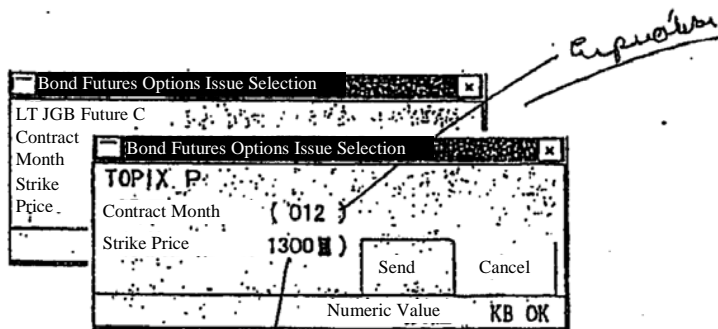 Bond Futures Options Issue Selection
LT JGB Future C
Contract
Month
Strike
Price
Bond Futures Options Issue Selection
TOPIX P
Contract Month ( 012 )
Strike Price 1300 )
Send Cancel
Numeric Value KB OK